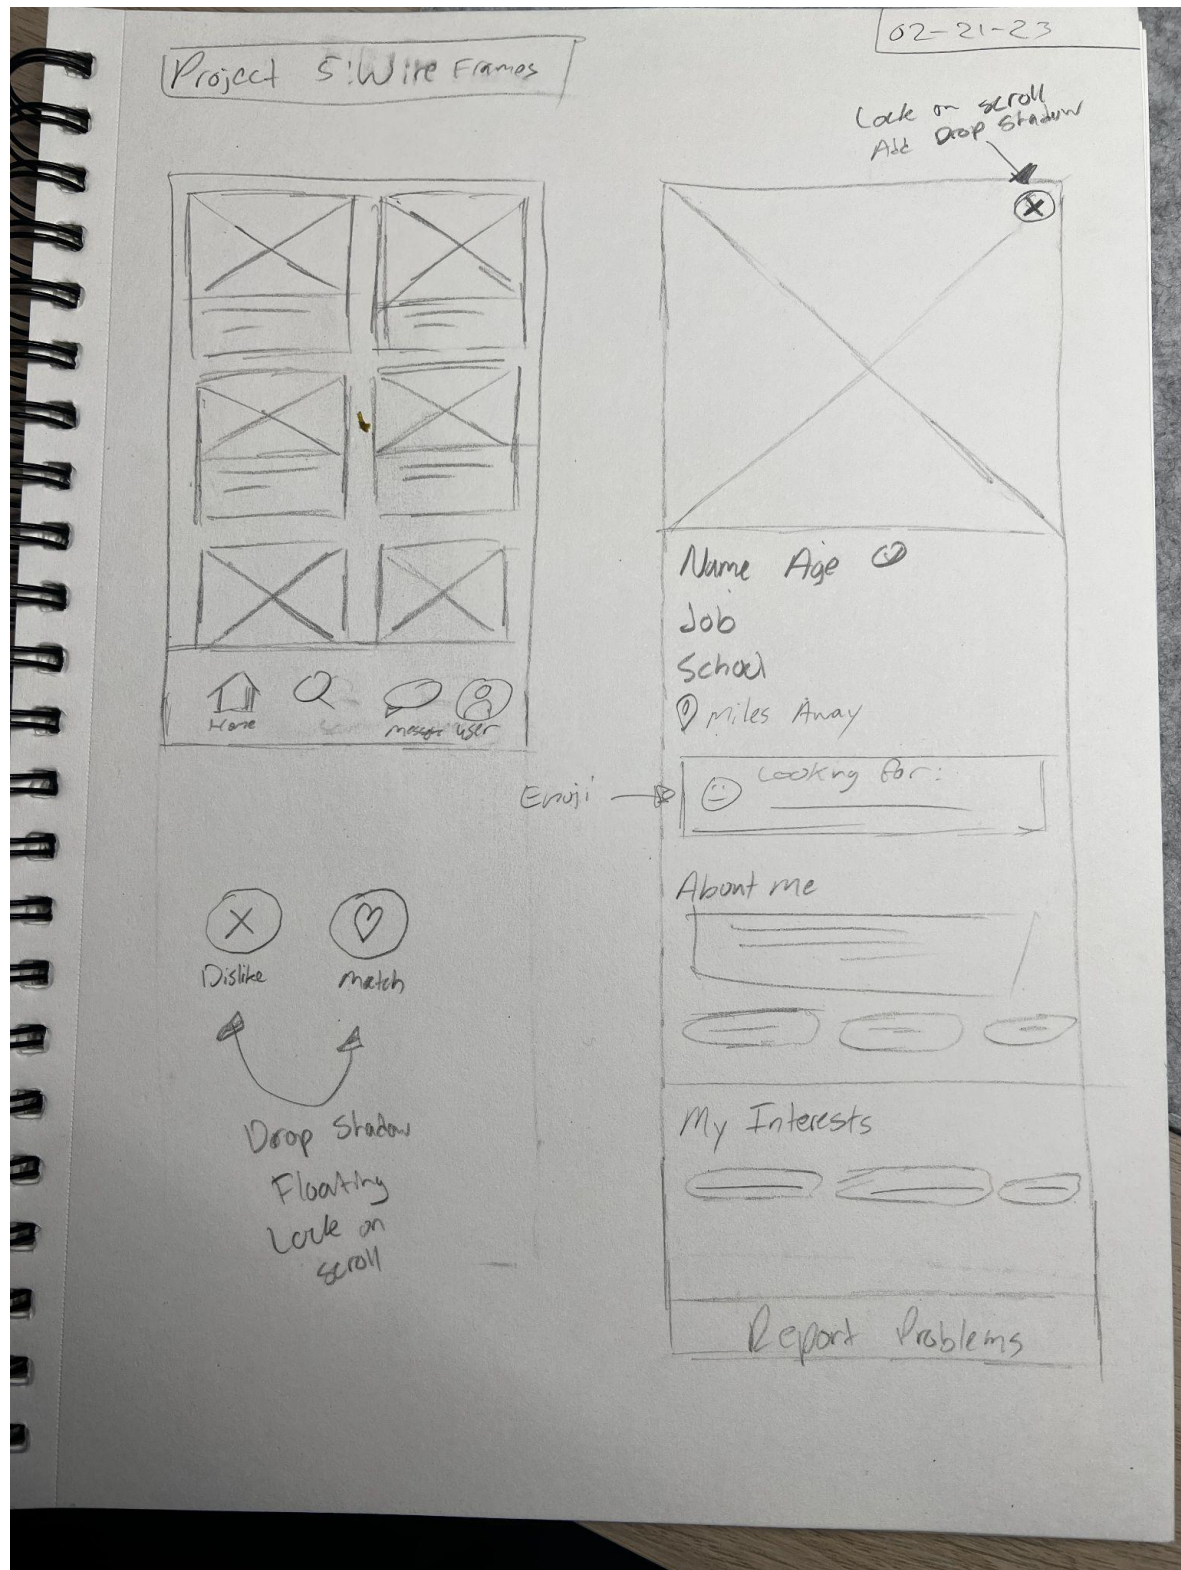 Project 5: Wire Frames
02-21-23
Lock on scroll
Add Drop Shadow
Home
user
Name Age
Job
School
Miles Away
Looking for:
Emoji
About me
Dislike
Match
Drop Shadow
Floating
Lock on
scroll
My Interests
Report Problems